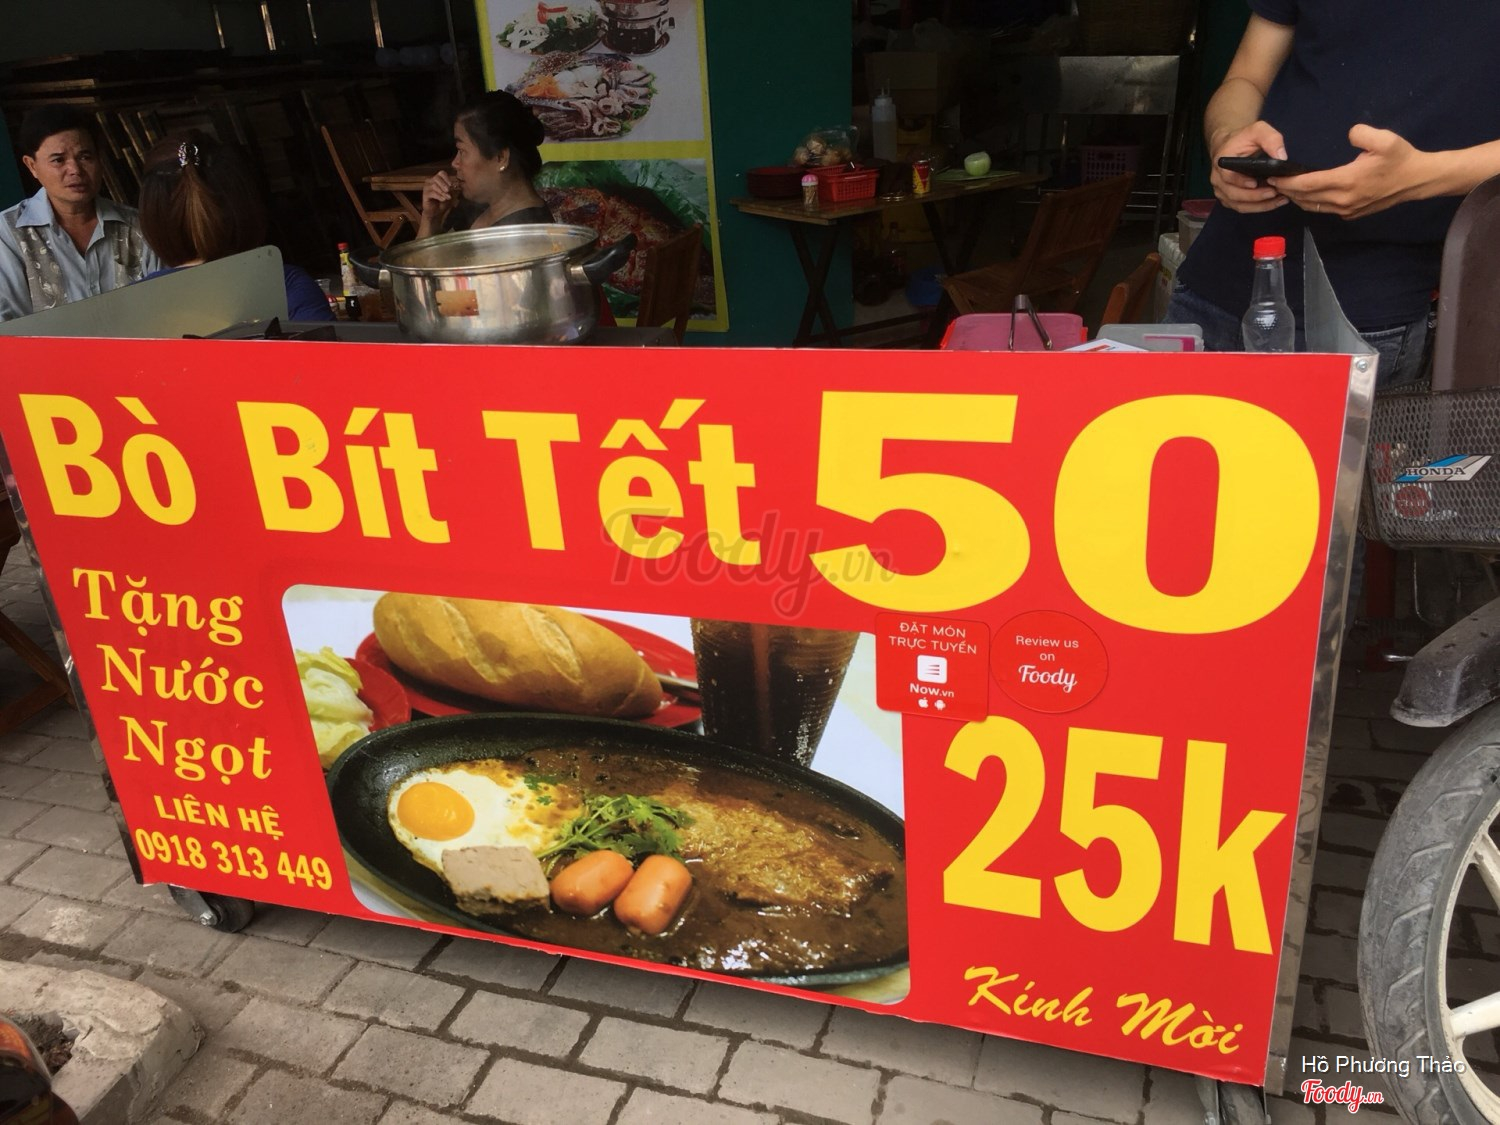 Bò Bít Tết 50
Tặng
Nước
Ngọt
LIÊN HỆ
0918 313 449
ĐẶT MÓN
TRỰC TUYẾN
Now.vn
Review us
on
Foody
25k
Kính Mời
HONDA
Foody.vn
Hồ Phương Thảo
Foody.vn